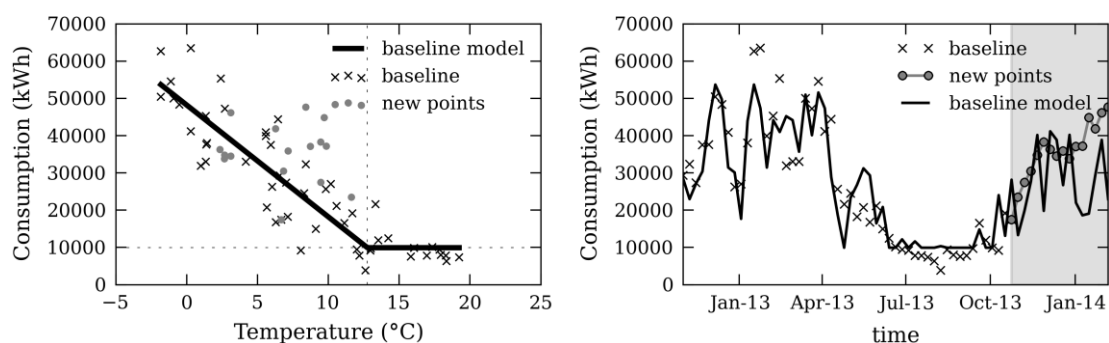 70000
60000
50000
40000
30000
20000
10000
0
Consumption (kWh)
baseline model
baseline
new points
−5
0
5
10
15
20
25
Temperature (°C)
70000
60000
50000
40000
30000
20000
10000
0
Consumption (kWh)
baseline
new points
baseline model
Jan-13
Apr-13
Jul-13
Oct-13
Jan-14
time